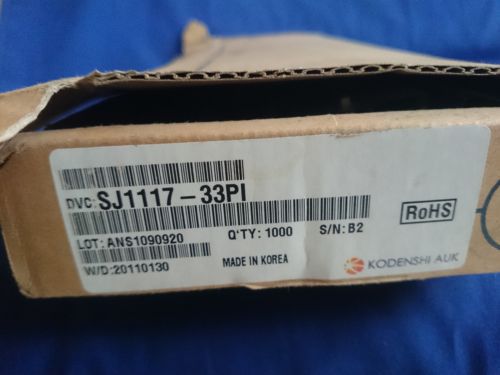 DVC: SJ1117-33PI
RoHS
LOT: ANS1090920 Q'TY: 1000 S/N: B2
W/D: 20110130 MADE IN KOREA KODENSHI AUK